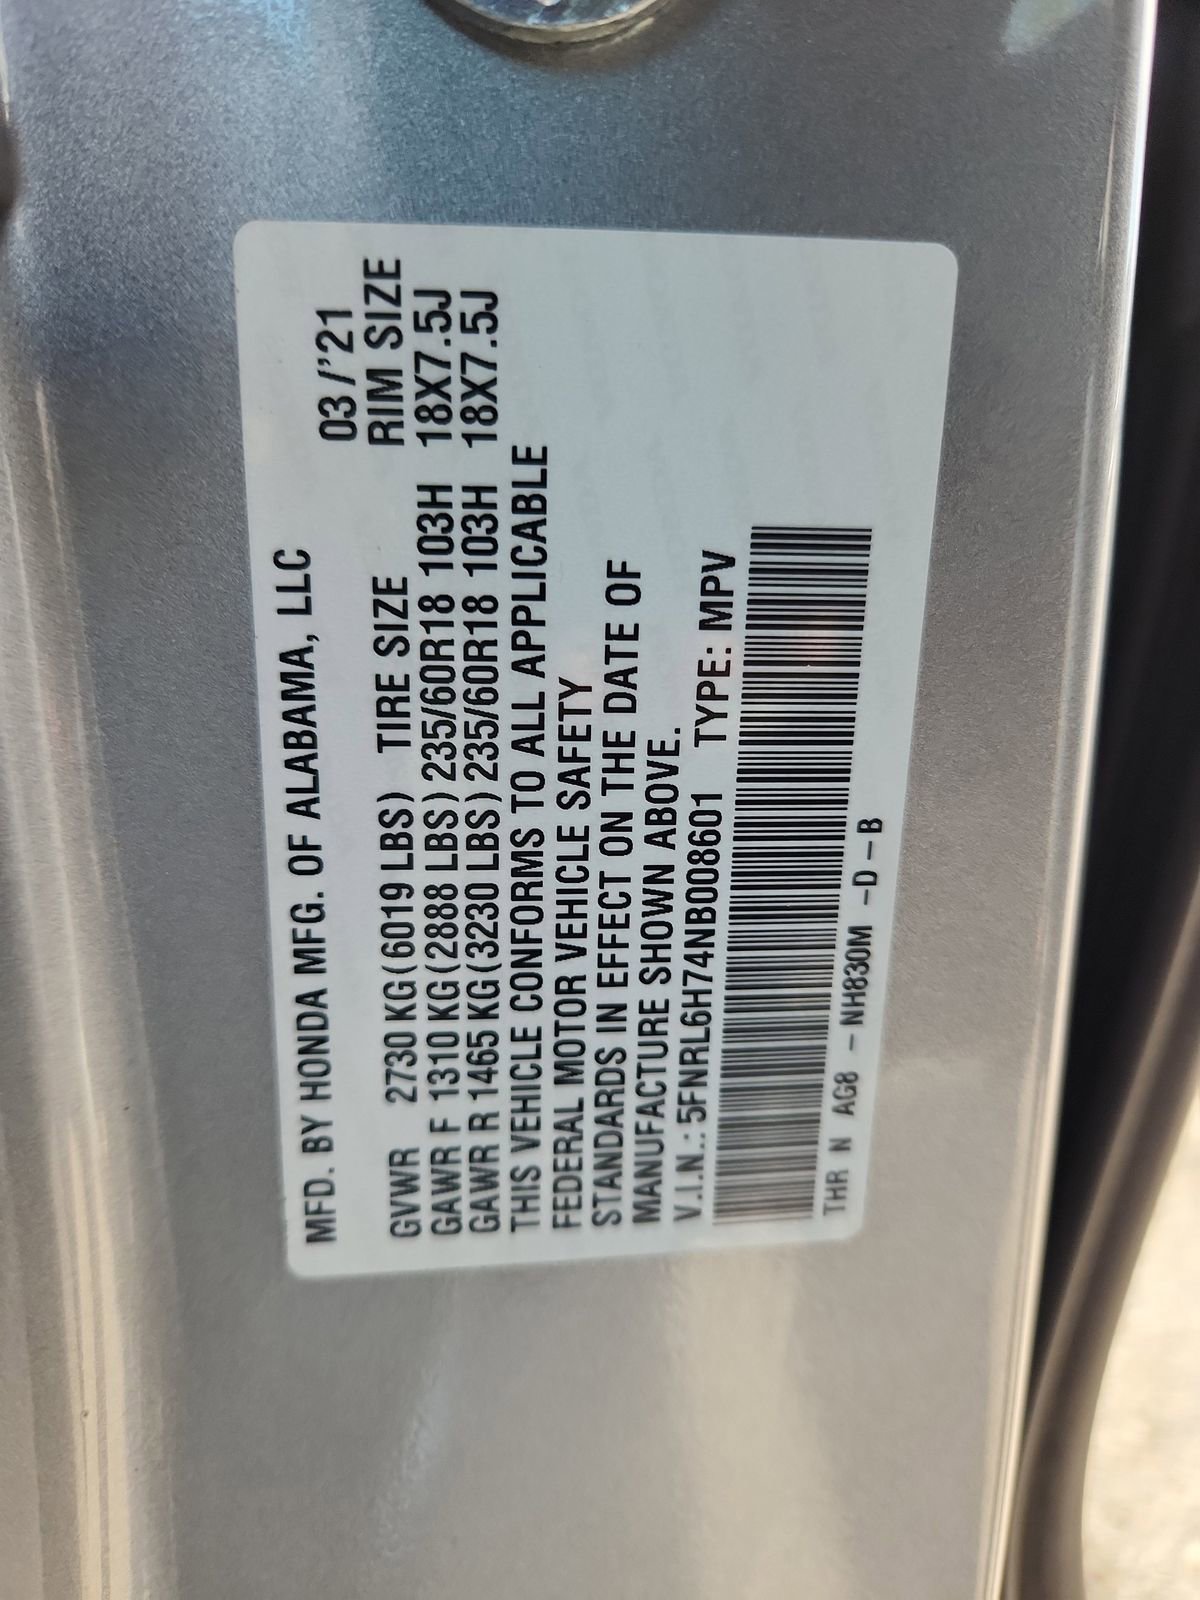 MFD. BY HONDA MFG. OF ALABAMA, LLC
03/'21
GVWR 2730 KG(6019 LBS) TIRE SIZE RIM SIZE
GAWR F 1310 KG(2888 LBS) 235/60R18 103H 18X7.5J
GAWR R 1465 KG(3230 LBS) 235/60R18 103H 18X7.5J
THIS VEHICLE CONFORMS TO ALL APPLICABLE
FEDERAL MOTOR VEHICLE SAFETY
STANDARDS IN EFFECT ON THE DATE OF
MANUFACTURE SHOWN ABOVE.
V.I.N.: 5FNRL6H74NB008601 TYPE: MPV
THR N AG8 - NH830M -D-B